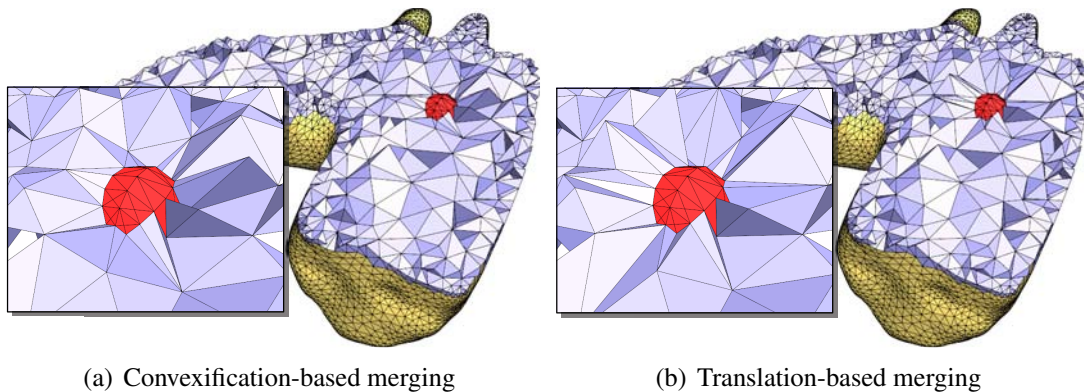 (a) Convexification-based merging
(b) Translation-based merging